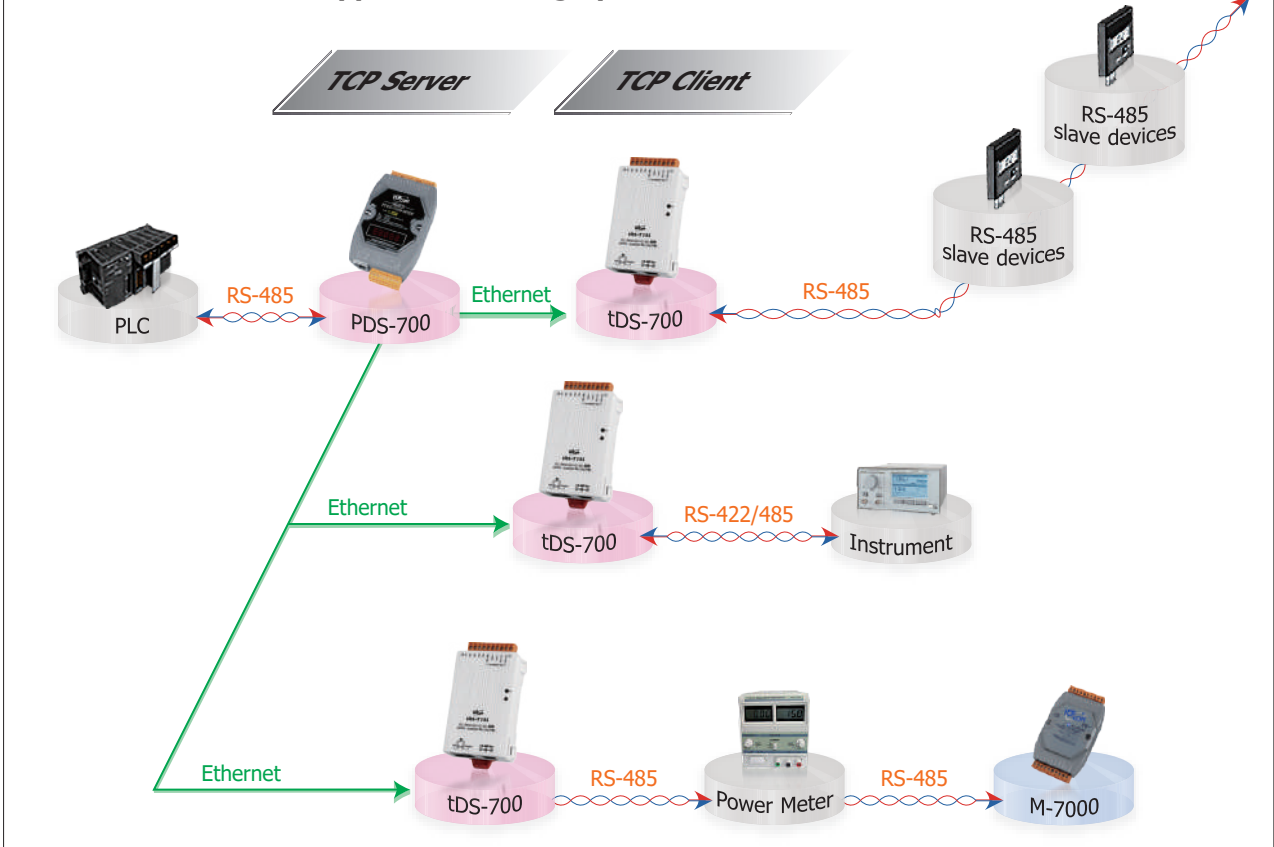 TCP Server
TCP Client
RS-485
slave devices
RS-485
slave devices
PLC
RS-485
PDS-700
Ethernet
tDS-700
RS-485
Ethernet
tDS-700
RS-422/485
Instrument
Ethernet
tDS-700
RS-485
Power Meter
RS-485
M-7000